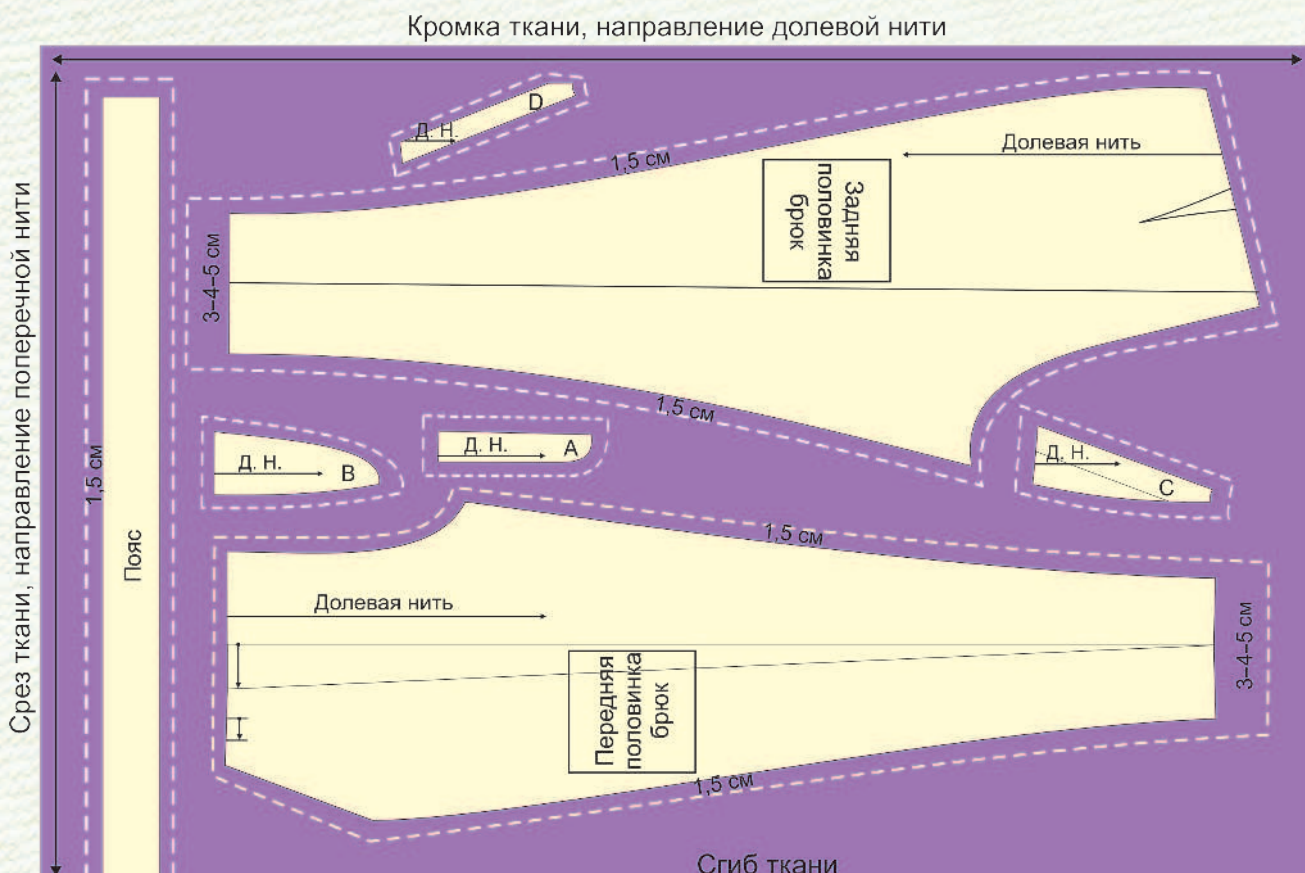 Кромка ткани, направление долевой нити
Срез ткани, направление поперечной нити
D
Д. Н.
1,5 см
Долевая нить
Задняя
половинка
брюк
3–4–5 см
1,5 см
1,5 см
Пояс
Д. Н.
B
Д. Н.
A
Д. Н.
C
1,5 см
Долевая нить
Передняя
половинка
брюк
3–4–5 см
1,5 см
Сгиб ткани